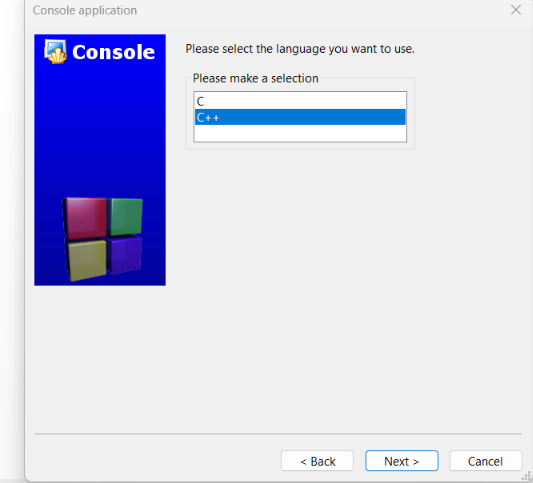 Console application
Console
Please select the language you want to use.
Please make a selection
C
C++
< Back
Next >
Cancel